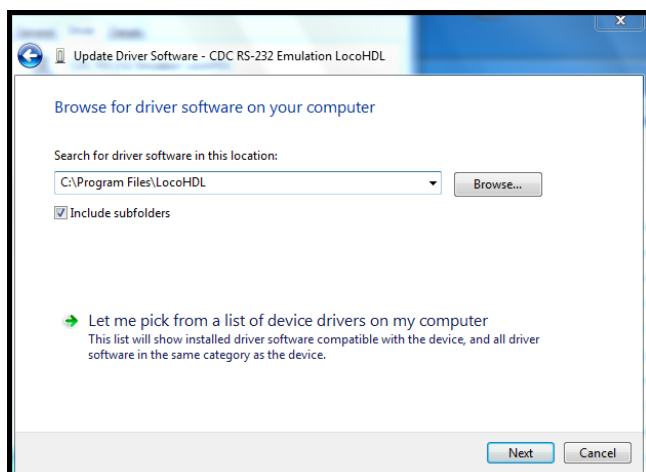 Update Driver Software - CDC RS-232 Emulation LocoHDL
Browse for driver software on your computer
Search for driver software in this location:
C:\Program Files\LocoHDL
Browse...
Include subfolders
Let me pick from a list of device drivers on my computer
This list will show installed driver software compatible with the device, and all driver
software in the same category as the device.
Next
Cancel